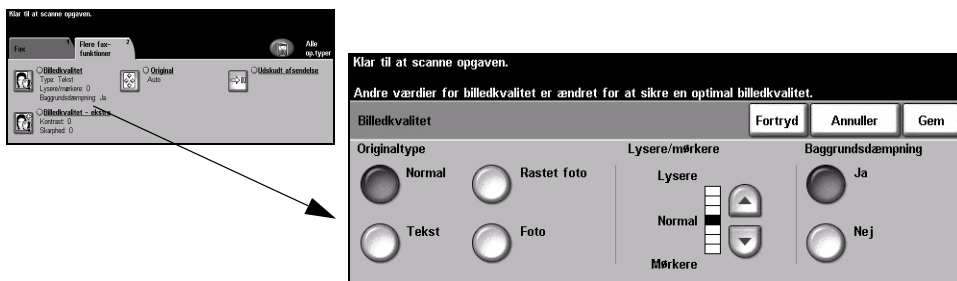 Klar til at scanne opgaven.
Fax
1
Flere fax-
funktioner
2
Alle
op.typer
Billedkvalitet
Type: Tekst
Lysere/mørkere: 0
Baggrundsdæmpning: Ja
Original
Auto
Udskudt afsendelse
Billedkvalitet - ekstra
Kontrast: 0
Skarphed: 0
Klar til at scanne opgaven.
Andre værdier for billedkvalitet er ændret for at sikre en optimal billedkvalitet.
Billedkvalitet
Fortryd
Annuller
Gem
Originaltype
Lysere/mørkere
Baggrundsdæmpning
Normal
Rastet foto
Lysere
Ja
Normal
Tekst
Foto
Nej
Mørkere